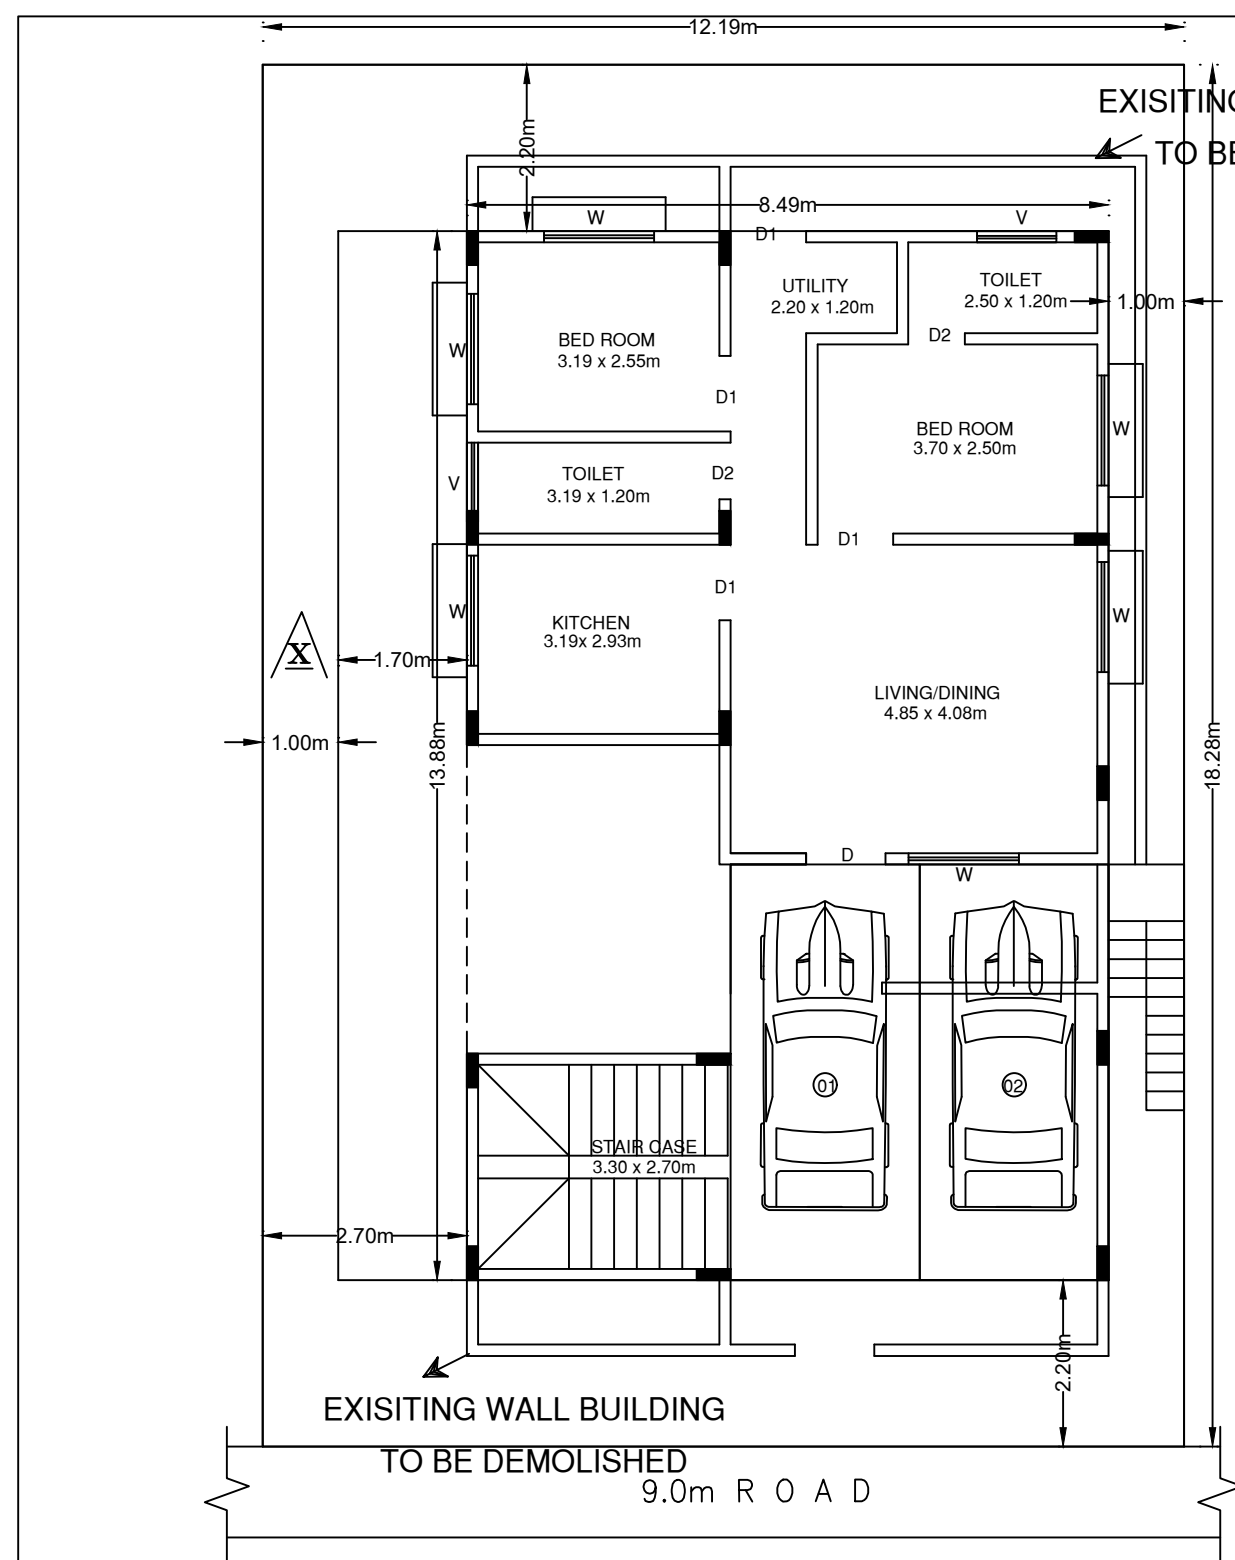 12.19m
EXISITING
TO BE
2.20m
8.49m
W
V
D1
UTILITY
2.20 x 1.20m
TOILET
2.50 x 1.20m
1.00m
D2
BED ROOM
3.19 x 2.55m
W
D1
BED ROOM
3.70 x 2.50m
W
TOILET
3.19 x 1.20m
V
D2
D1
D1
W
KITCHEN
3.19x 2.93m
W
X
1.70m
LIVING/DINING
4.85 x 4.08m
1.00m
13.88m
18.28m
D
W
01
02
STAIR CASE
3.30 x 2.70m
2.70m
2.20m
EXISITING WALL BUILDING
TO BE DEMOLISHED
9.0m R O A D